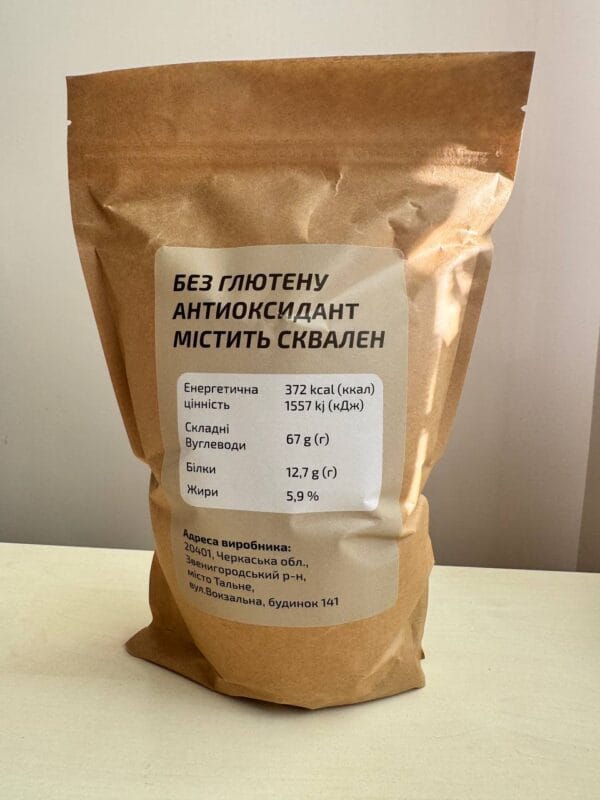 БЕЗ ГЛЮТЕНУ
АНТИОКСИДАНТ
МІСТИТЬ СКВАЛЕН
Енергетична 372 kcal (ккал)
цінність 1557 kj (кДж)
Складні
Вуглеводи 67 g (г)
Білки 12,7 g (г)
Жири 5,9 %
Адреса виробника:
20401, Черкаська обл.,
Звенигородський р-н,
місто Тальне,
вул.Вокзальна, будинок 141